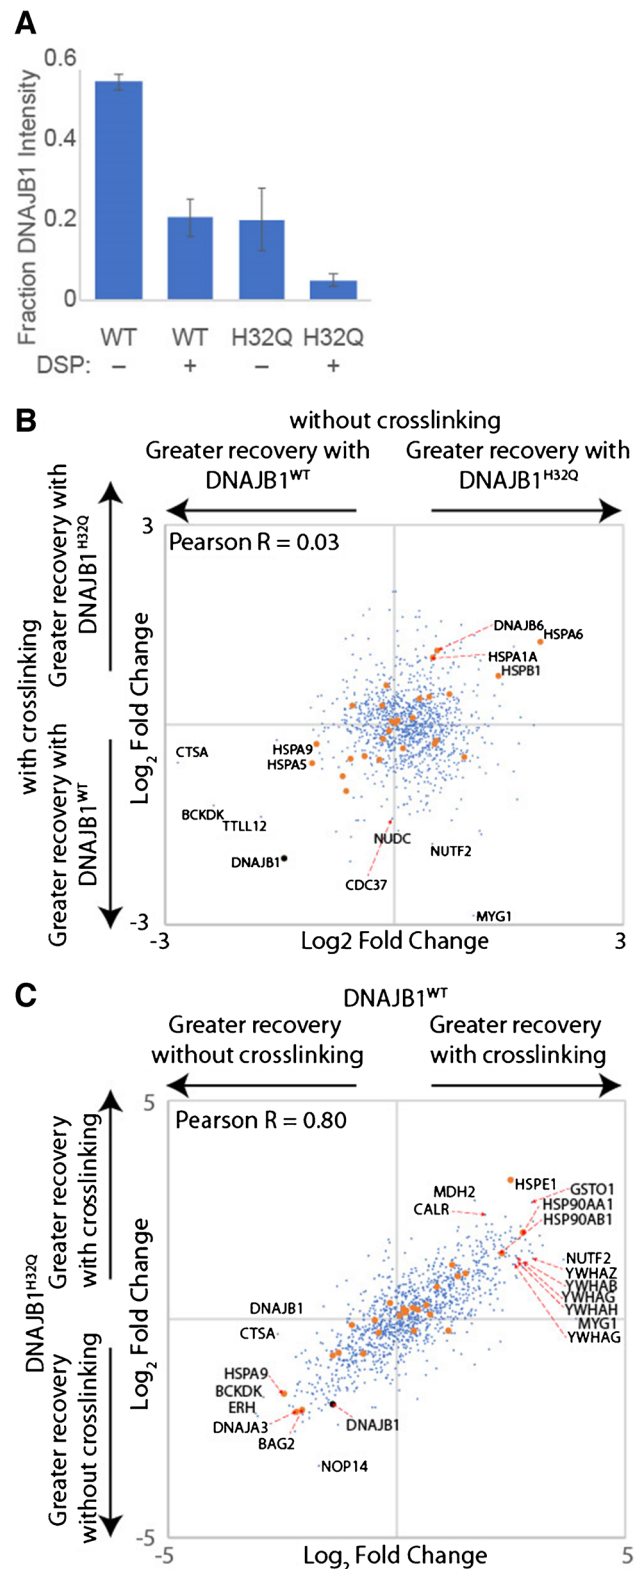 A
Fraction DNAJB1 Intensity
0.6
0.4
0.2
0
WT WT H32Q H32Q
DSP: – + – +
B
without crosslinking
Greater recovery with DNAJB1WT
Greater recovery with DNAJB1H32Q
with crosslinking
Greater recovery with DNAJB1H32Q
Greater recovery with DNAJB1WT
Log2 Fold Change
3
Pearson R = 0.03
DNAJB6
HSPA6
HSPA1A
HSPB1
CTSA
HSPA9
HSPA5
BCKDK
TTLL12
NUDC
DNAJB1
NUTF2
CDC37
MYG1
-3
-3 Log2 Fold Change 3
C
DNAJB1WT
Greater recovery without crosslinking
Greater recovery with crosslinking
DNAJB1H32Q
Greater recovery with crosslinking
Greater recovery without crosslinking
Log2 Fold Change
5
Pearson R = 0.80
HSPE1
MDH2
GSTO1
CALR
HSP90AA1
HSP90AB1
NUTF2
YWHAZ
YWHAB
YWHAG
YWHAH
MYG1
YWHAG
DNAJB1
CTSA
HSPA9
BCKDK
ERH
DNAJA3
DNAJB1
BAG2
NOP14
-5
-5 Log2 Fold Change 5